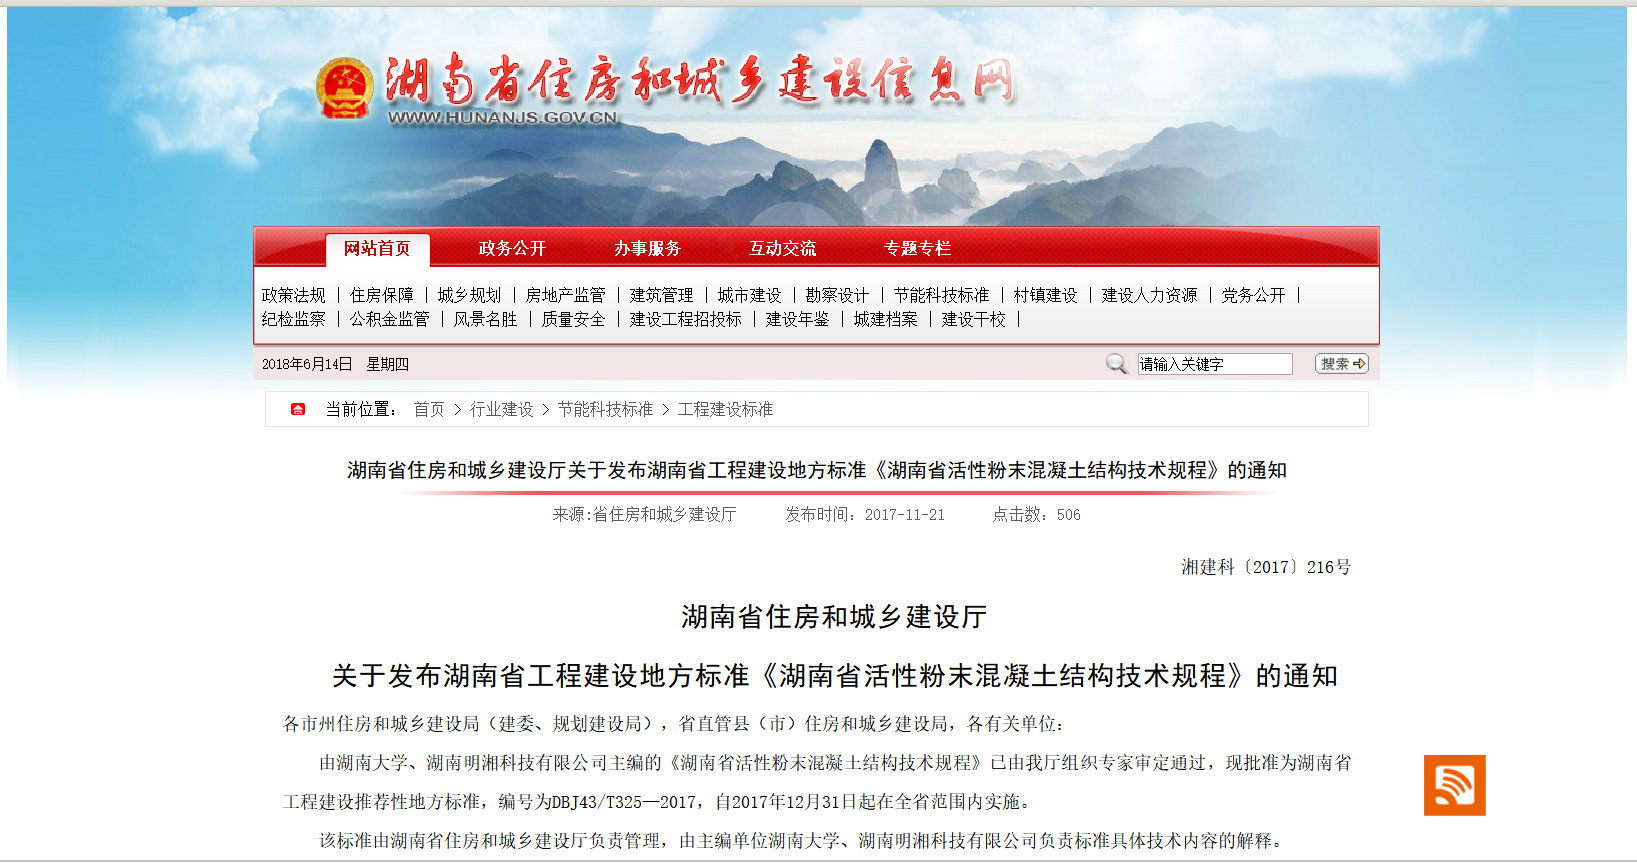 湖南省住房和城乡建设信息网
WWW.HUNANJS.GOV.CN
网站首页 政务公开 办事服务 互动交流 专题专栏
政策法规 | 住房保障 | 城乡规划 | 房地产监管 | 建筑管理 | 城市建设 | 勘察设计 | 节能科技标准 | 村镇建设 | 建设人力资源 | 党务公开 |
纪检监察 | 公积金监管 | 风景名胜 | 质量安全 | 建设工程招投标 | 建设年鉴 | 城建档案 | 建设干校 |
2018年6月14日 星期四 请输入关键字 搜索
当前位置： 首页 > 行业建设 > 节能科技标准 > 工程建设标准
湖南省住房和城乡建设厅关于发布湖南省工程建设地方标准《湖南省活性粉末混凝土结构技术规程》的通知
来源:省住房和城乡建设厅 发布时间：2017-11-21 点击数：506
湘建科〔2017〕216号
湖南省住房和城乡建设厅
关于发布湖南省工程建设地方标准《湖南省活性粉末混凝土结构技术规程》的通知
各市州住房和城乡建设局（建委、规划建设局），省直管县（市）住房和城乡建设局，各有关单位：
由湖南大学、湖南明湘科技有限公司主编的《湖南省活性粉末混凝土结构技术规程》已由我厅组织专家审定通过，现批准为湖南省
工程建设推荐性地方标准，编号为DBJ43/T325—2017，自2017年12月31日起在全省范围内实施。
该标准由湖南省住房和城乡建设厅负责管理，由主编单位湖南大学、湖南明湘科技有限公司负责标准具体技术内容的解释。